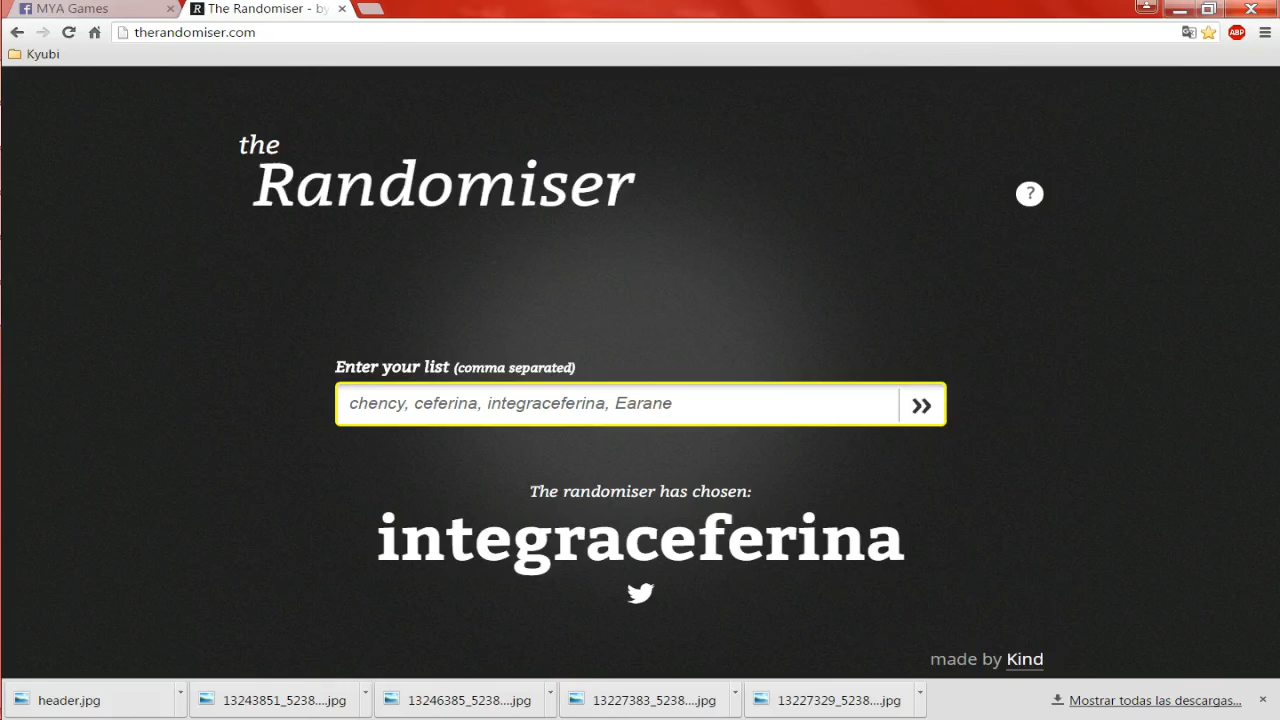 MYA Games
The Randomiser - by
therandomiser.com
ABP
Kyubi
the
Randomiser
?
Enter your list (comma separated)
chency, ceferina, integraceferina, Earane
The randomiser has chosen:
integraceferina
made by Kind
header.jpg
13243851_5238....jpg
13246385_5238....jpg
13227383_5238....jpg
13227329_5238....jpg
Mostrar todas las descargas...